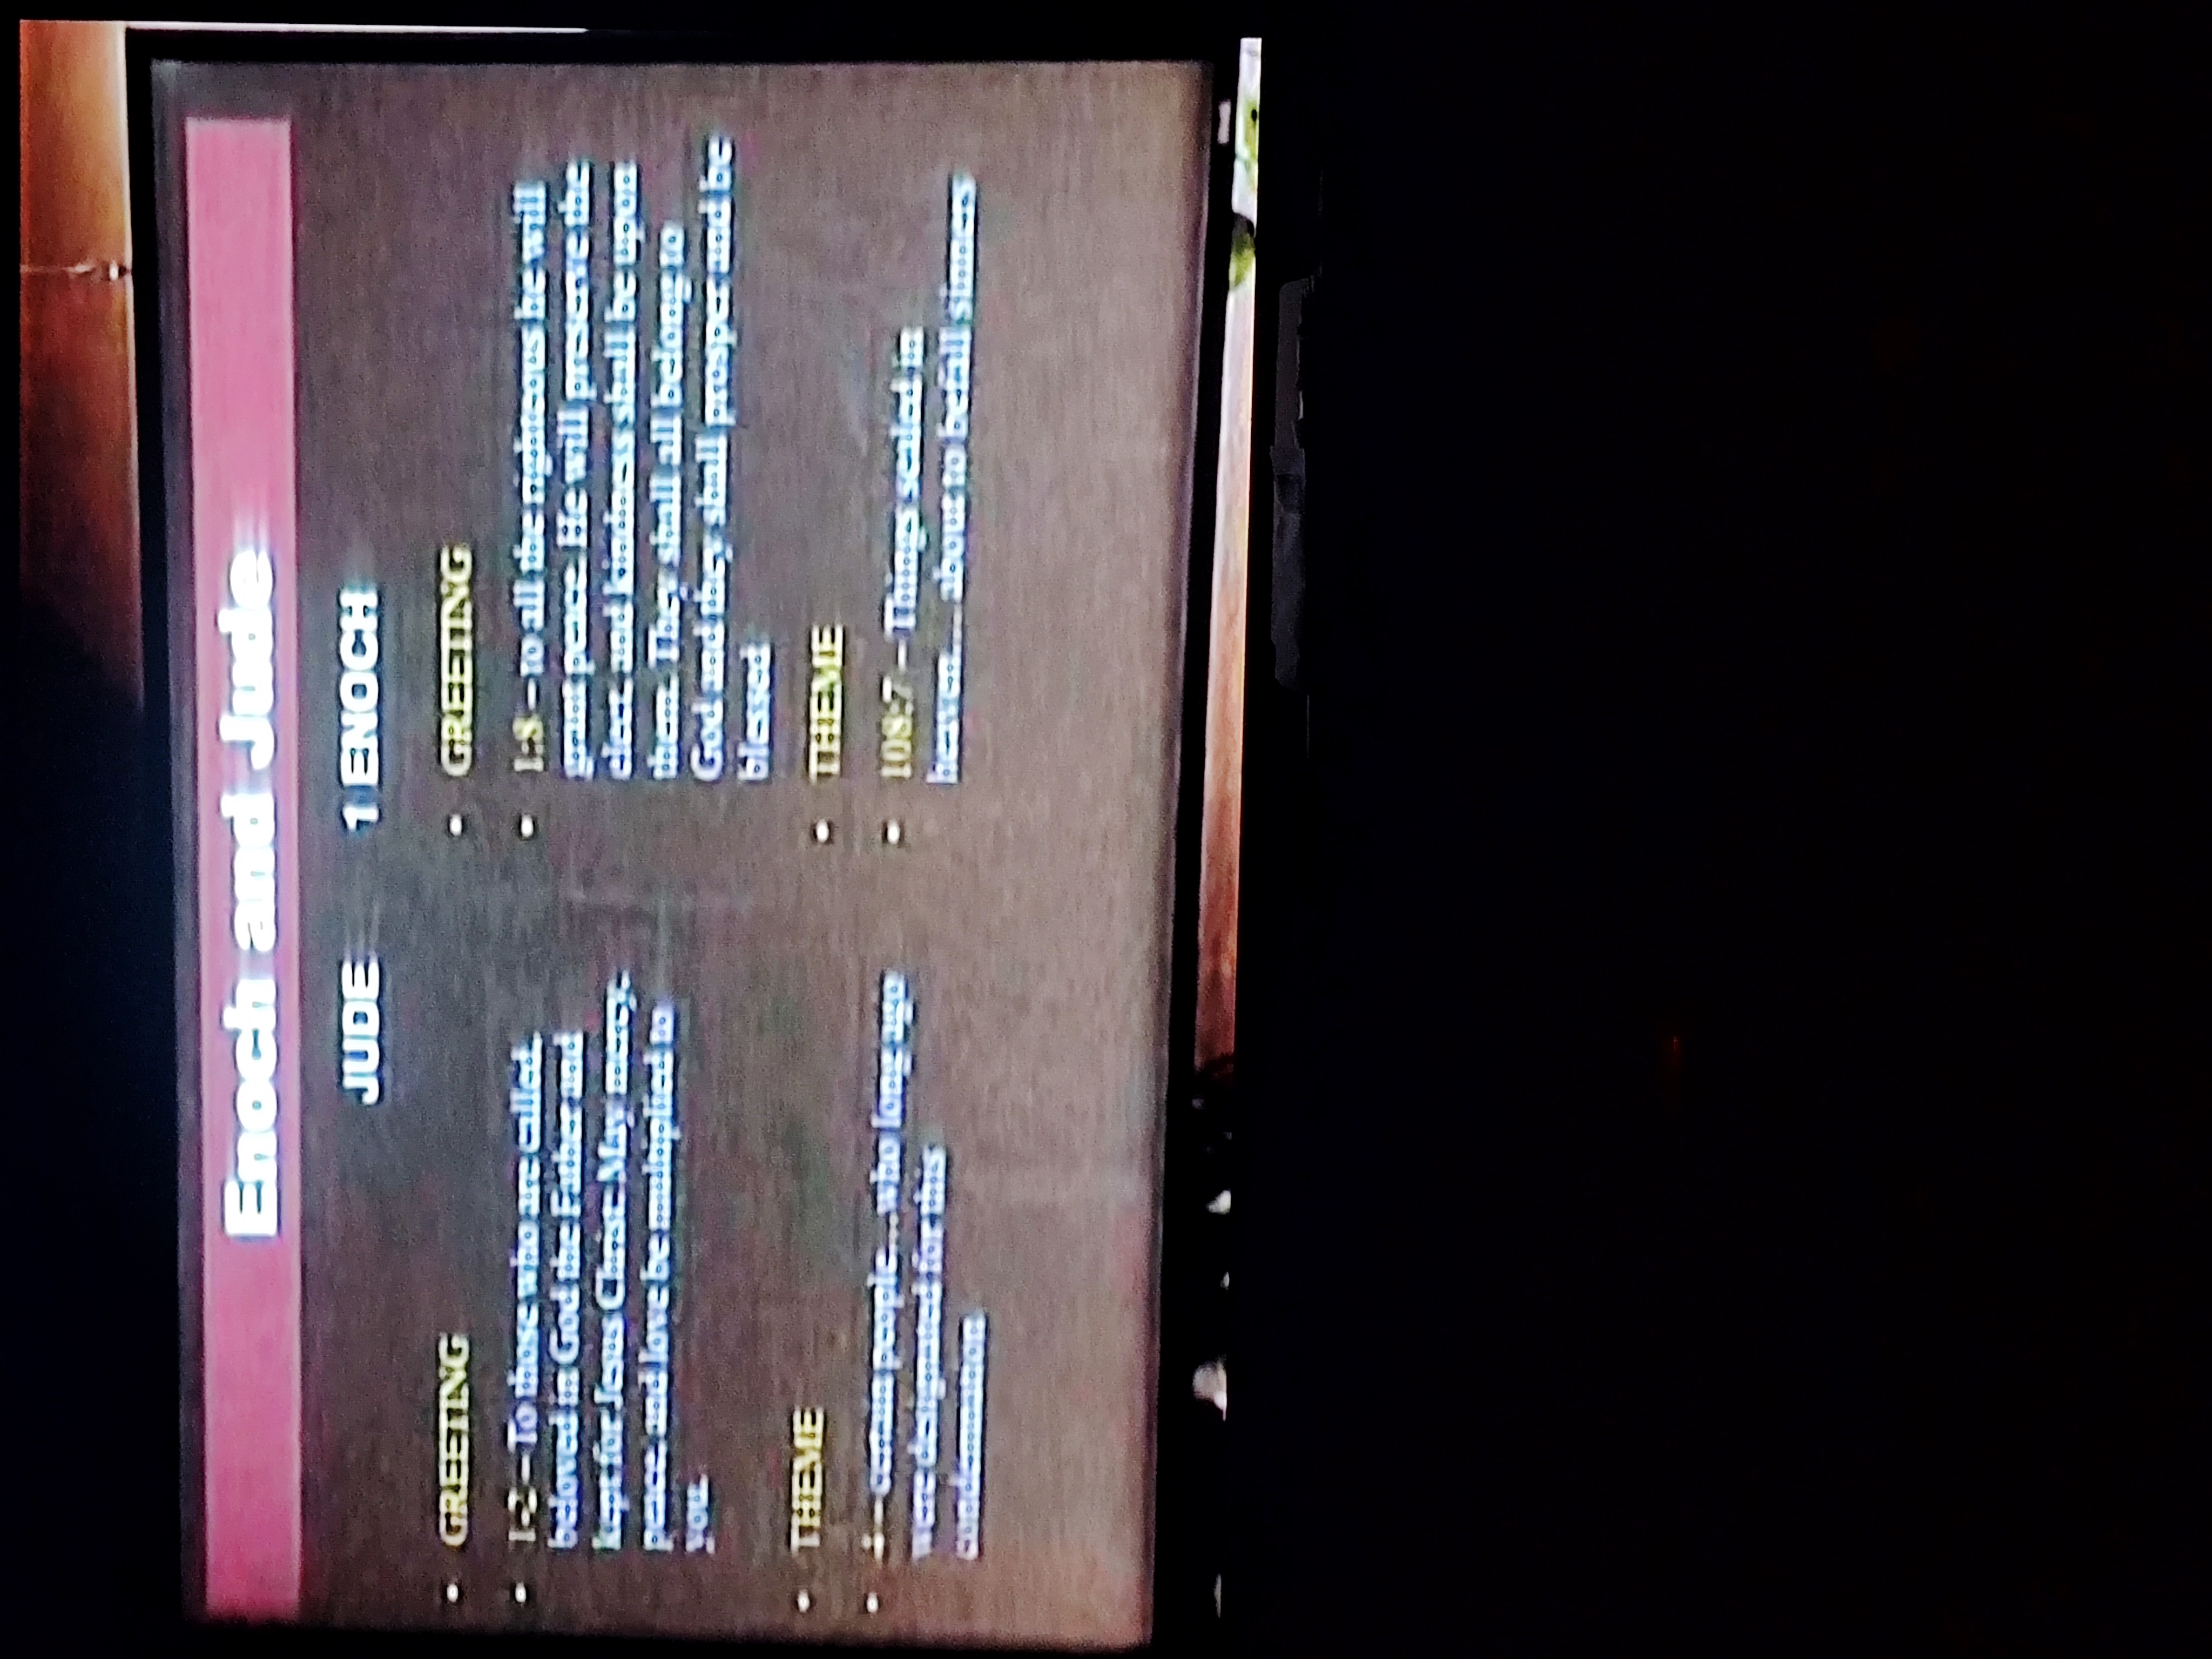 Enoch and Jude
JUDE
• GREETING
• 1-2 – To those who are called,
beloved in God the Father and
kept for Jesus Christ: May mercy,
peace, and love be multiplied to
you.
• THEME
• 4 – certain people....who long ago
were designated for this
condemnation
1 ENOCH
• GREETING
• 1:8 – to all the righteous he will
grant peace. He will preserve the
elect, and kindness shall be upon
them. They shall all belong to
God and they shall prosper and be
blessed
• THEME
• 108:7 – Things sealed in
heaven.... about to befall sinners